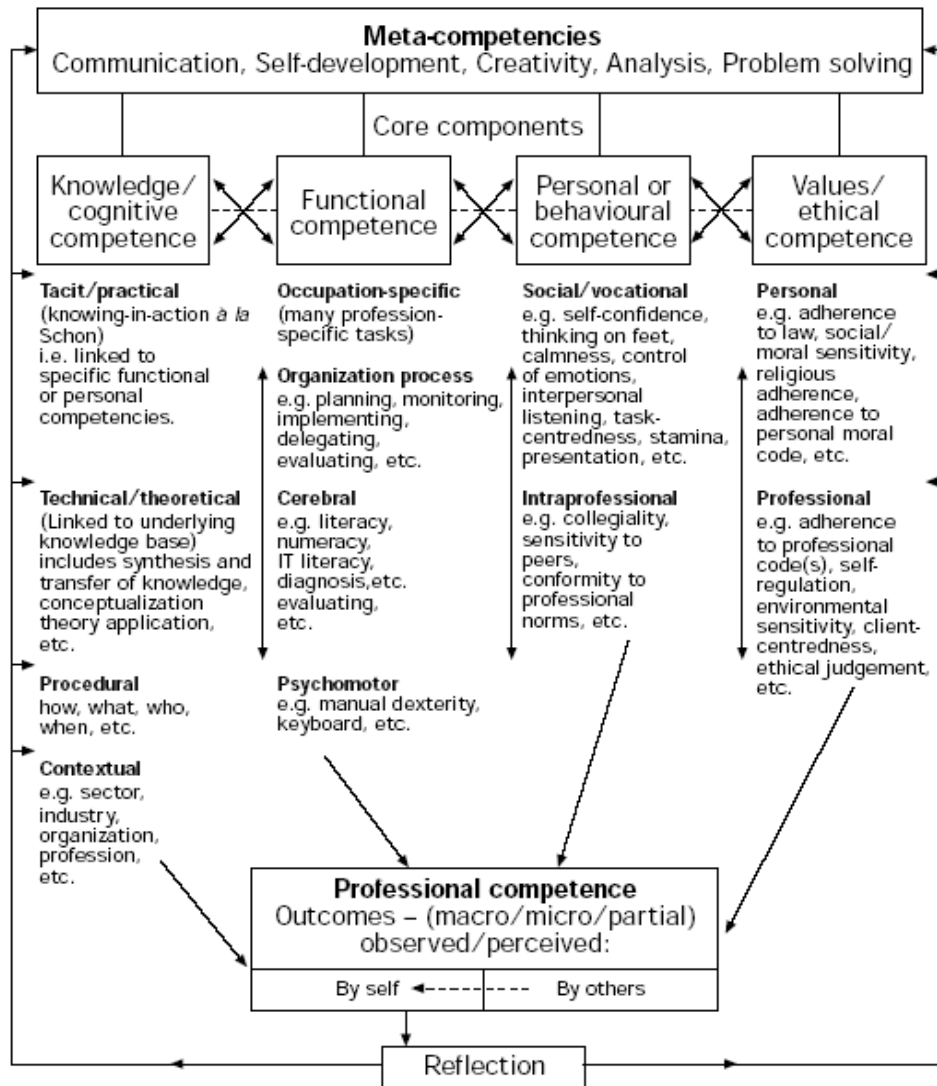 Meta-competencies
Communication, Self-development, Creativity, Analysis, Problem solving
Core components
Knowledge/
cognitive
competence
Functional
competence
Personal or
behavioural
competence
Values/
ethical
competence
Tacit/practical
(knowing-in-action à la
Schon)
i.e. linked to
specific functional
or personal
competencies.
Technical/theoretical
(Linked to underlying
knowledge base)
includes synthesis and
transfer of knowledge,
conceptualization
theory application,
etc.
Procedural
how, what, who,
when, etc.
Contextual
e.g. sector,
industry,
organization,
profession,
etc.
Occupation-specific
(many profession-
specific tasks)
Organization process
e.g. planning, monitoring,
implementing,
delegating,
evaluating, etc.
Cerebral
e.g. literacy,
numeracy,
IT literacy,
diagnosis,etc.
evaluating,
etc.
Psychomotor
e.g. manual dexterity,
keyboard, etc.
Social/vocational
e.g. self-confidence,
thinking on feet,
calmness, control
of emotions,
interpersonal
listening, task-
centredness, stamina,
presentation, etc.
Intraprofessional
e.g. collegiality,
sensitivity to
peers,
conformity to
professional
norms, etc.
Personal
e.g. adherence
to law, social/
moral sensitivity,
religious
adherence,
adherence to
personal moral
code, etc.
Professional
e.g. adherence
to professional
code(s), self-
regulation,
environmental
sensitivity, client-
centredness,
ethical judgement,
etc.
Professional competence
Outcomes – (macro/micro/partial)
observed/perceived:
By self
By others
Reflection